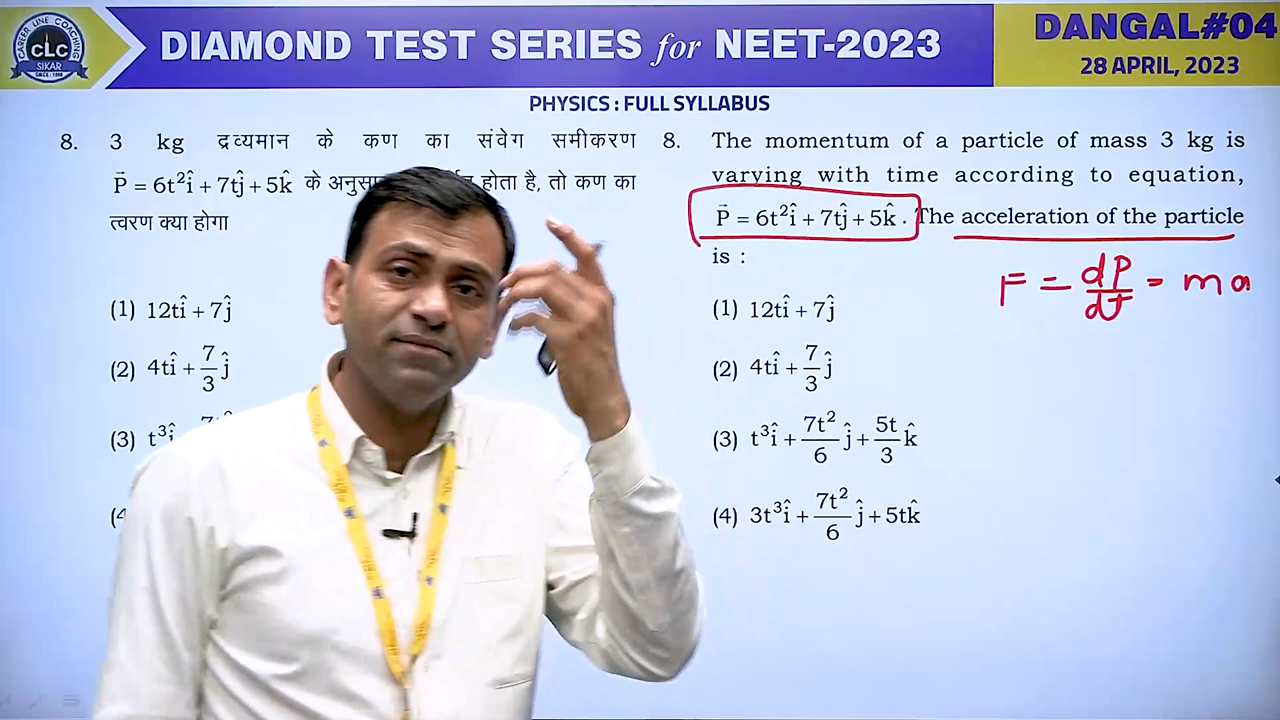 CAREER LINE COACHING
CLC
SIKAR
SINCE : 1996
DIAMOND TEST SERIES for NEET-2023
DANGAL#04
28 APRIL, 2023
PHYSICS : FULL SYLLABUS
8. 3 kg द्रव्यमान के कण का संवेग समीकरण
P⃗ = 6t²î + 7tĵ + 5k̂ के होता है, तो कण का
त्वरण क्या होगा
(1) 12tî + 7ĵ
(2) 4tî + 7/3 ĵ
(3) t³î
8. The momentum of a particle of mass 3 kg is
varying with time according to equation,
P⃗ = 6t²î + 7tĵ + 5k̂ . The acceleration of the particle
is :
F = dP/dt = ma
(1) 12tî + 7ĵ
(2) 4tî + 7/3 ĵ
(3) t³î + 7t²/6 ĵ + 5t/3 k̂
(4) 3t³î + 7t²/6 ĵ + 5tk̂